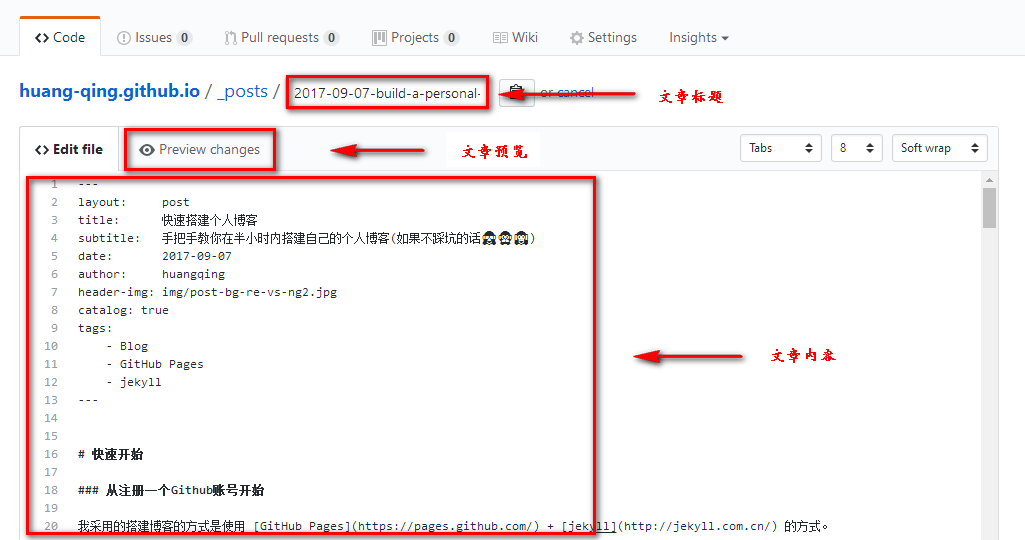 Code Issues 0 Pull requests 0 Projects 0 Wiki Settings Insights
huang-qing.github.io / _posts / 2017-09-07-build-a-personal- or cancel
文章标题
Edit file Preview changes 文章预览 Tabs 8 Soft wrap
1 ---
2 layout: post
3 title: 快速搭建个人博客
4 subtitle: 手把手教你在半小时内搭建自己的个人博客(如果不踩坑的话🙈🙊🙉)
5 date: 2017-09-07
6 author: huangqing
7 header-img: img/post-bg-re-vs-ng2.jpg
8 catalog: true
9 tags:
10 - Blog
文章内容
11 - GitHub Pages
12 - jekyll
13 ---
14
15
16 # 快速开始
17
18 ### 从注册一个Github账号开始
19
20 我采用的搭建博客的方式是使用 [GitHub Pages](https://pages.github.com/) + [jekyll](http://jekyll.com.cn/) 的方式。